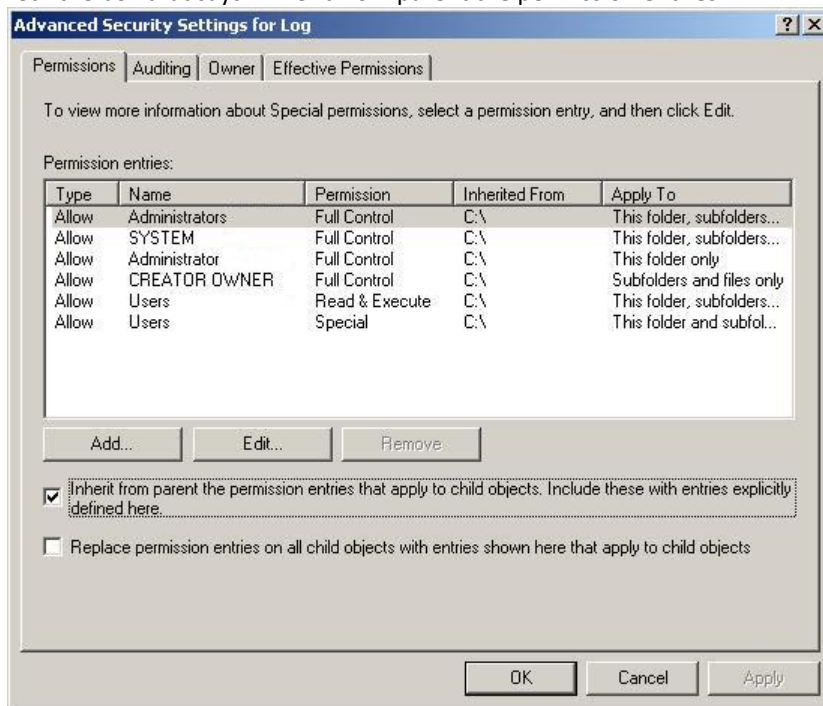 Advanced Security Settings for Log
Permissions Auditing Owner Effective Permissions
To view more information about Special permissions, select a permission entry, and then click Edit.
Permission entries:
Type Name Permission Inherited From Apply To
Allow Administrators Full Control C:\ This folder, subfolders...
Allow SYSTEM Full Control C:\ This folder, subfolders...
Allow Administrator Full Control C:\ This folder only
Allow CREATOR OWNER Full Control C:\ Subfolders and files only
Allow Users Read & Execute C:\ This folder, subfolders...
Allow Users Special C:\ This folder and subfol...
Add... Edit... Remove
Inherit from parent the permission entries that apply to child objects. Include these with entries explicitly
defined here.
Replace permission entries on all child objects with entries shown here that apply to child objects
OK Cancel Apply